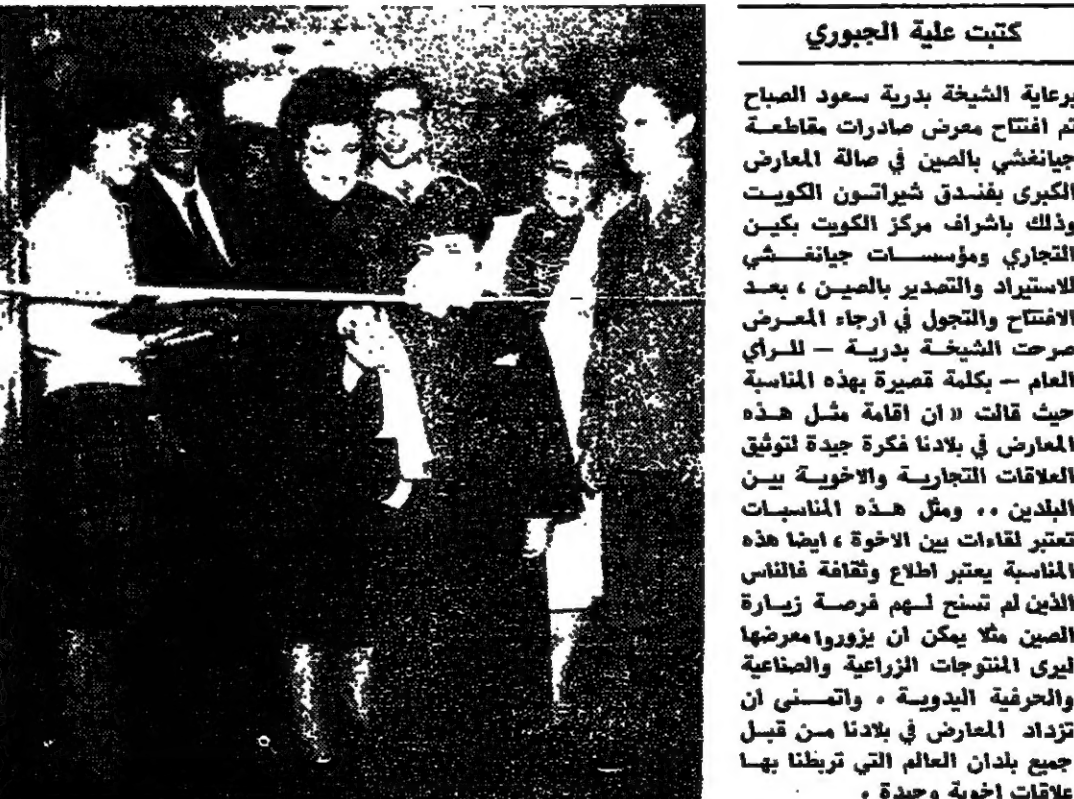 كتبت علية الجبوري
برعاية الشيخة بدرية سعود الصباح
تم افتتاح معرض صادرات مقاطعة
جيانغشي بالصين في صالة المعارض
الكبرى بفندق شيراتون الكويت
وذلك باشراف مركز الكويت بكين
التجاري ومؤسسات جيانغشي
للاستيراد والتصدير بالصين ، بعد
الافتتاح والتجول في ارجاء المعرض
صرحت الشيخة بدرية — للرأي
العام — بكلمة قصيرة بهذه المناسبة
حيث قالت « ان اقامة مثل هذه
المعارض في بلادنا فكرة جيدة لتوثيق
العلاقات التجارية والاخوية بين
البلدين .. ومثل هذه المناسبات
تعتبر لقاءات بين الاخوة ، ايضا هذه
المناسبة يعتبر اطلاع وثقافة فالناس
الذين لم تسنح لهم فرصة زيارة
الصين مثلا يمكن ان يزوروا معرضها
ليرى المنتوجات الزراعية والصناعية
والحرفية اليدوية . واتمنى ان
تزداد المعارض في بلادنا من قبل
جميع بلدان العالم التي تربطنا بها
علاقات اخوية وجيدة .